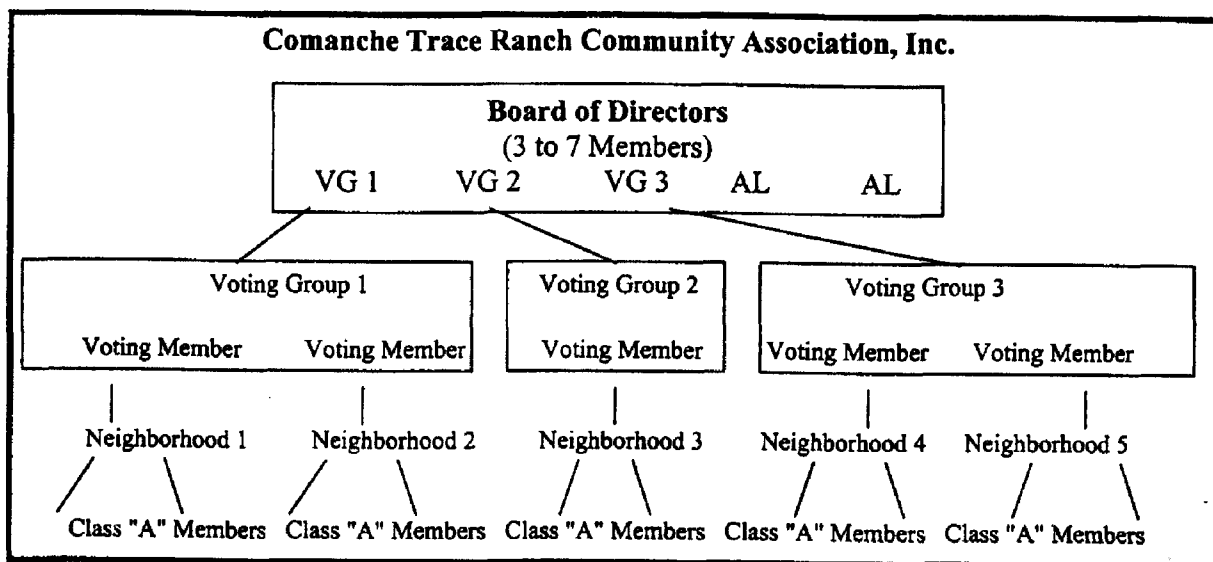 Comanche Trace Ranch Community Association, Inc.
Board of Directors
(3 to 7 Members)
VG 1 VG 2 VG 3 AL AL
Voting Group 1 Voting Group 2 Voting Group 3
Voting Member Voting Member Voting Member Voting Member Voting Member
Neighborhood 1 Neighborhood 2 Neighborhood 3 Neighborhood 4 Neighborhood 5
Class "A" Members Class "A" Members Class "A" Members Class "A" Members Class "A" Members